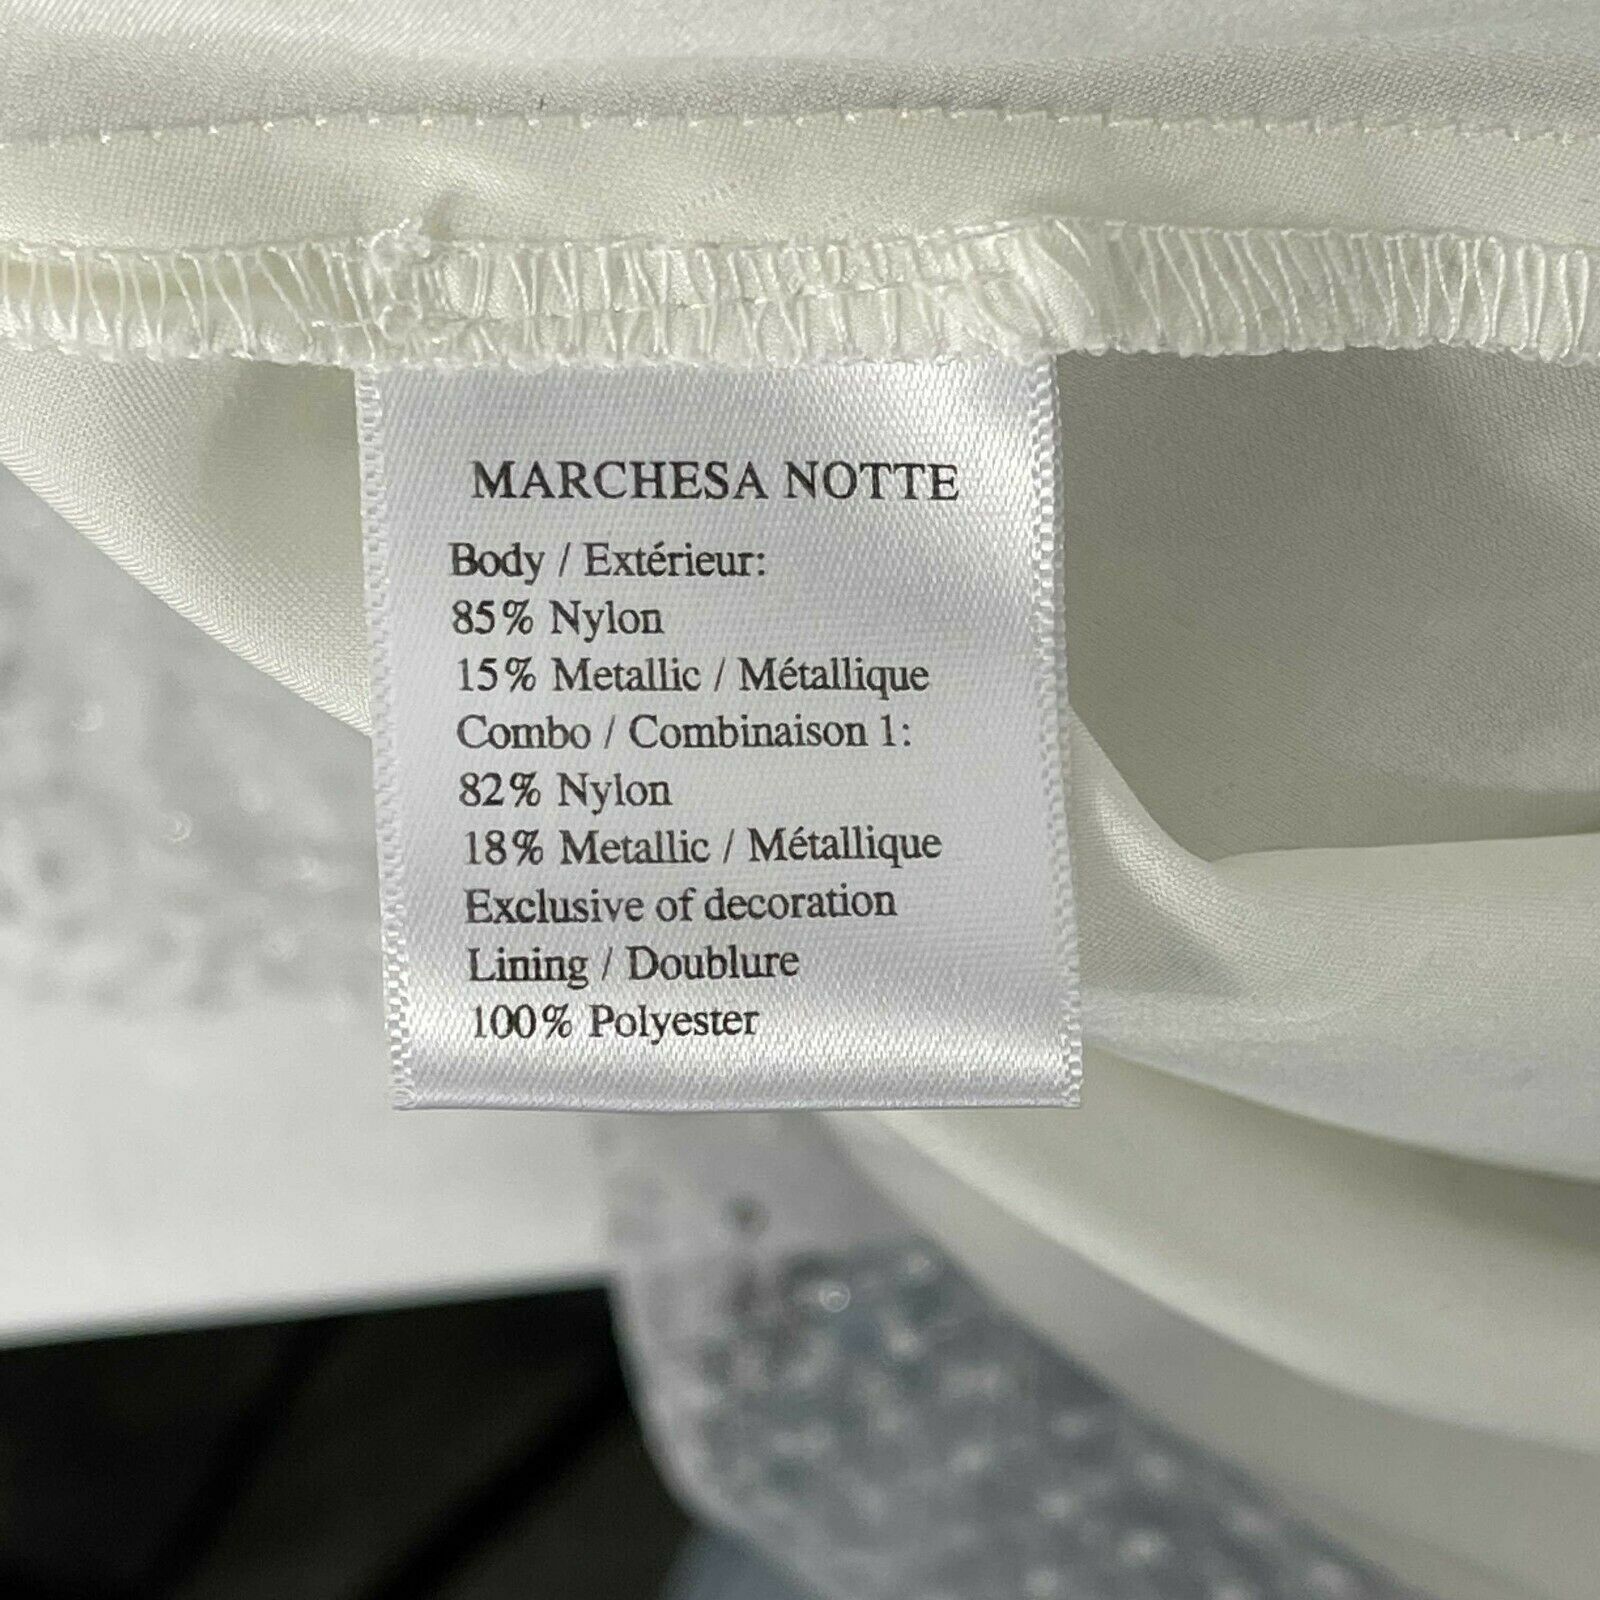 MARCHESA NOTTE
Body / Extérieur:
85% Nylon
15% Metallic / Métallique
Combo / Combinaison 1:
82% Nylon
18% Metallic / Métallique
Exclusive of decoration
Lining / Doublure
100% Polyester